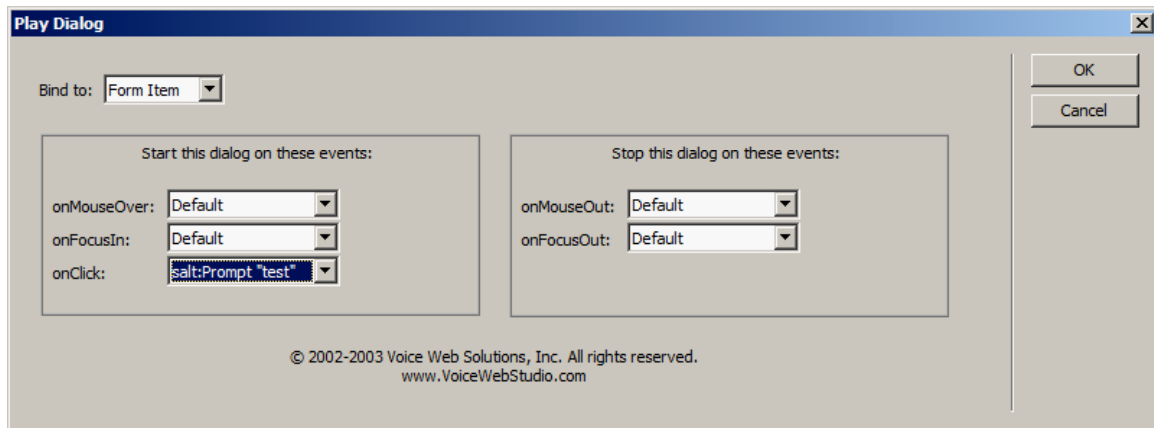 Play Dialog
OK
Bind to: Form Item
Cancel
Start this dialog on these events:
Stop this dialog on these events:
onMouseOver: Default
onMouseOut: Default
onFocusIn: Default
onFocusOut: Default
onClick: salt:Prompt "test"
© 2002-2003 Voice Web Solutions, Inc. All rights reserved.
www.VoiceWebStudio.com